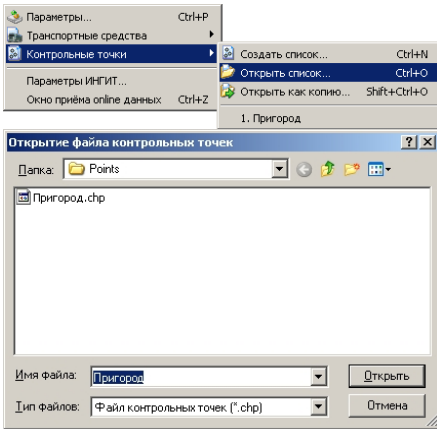 Параметры... Ctrl+P
Транспортные средства
Контрольные точки
Параметры ИНГИТ...
Окно приёма online данных Ctrl+Z
Создать список... Ctrl+N
Открыть список... Ctrl+O
Открыть как копию... Shift+Ctrl+O
1. Пригород
Открытие файла контрольных точек
Папка: Points
Пригород.chp
Имя файла: Пригород Открыть
Тип файлов: Файл контрольных точек (*.chp) Отмена